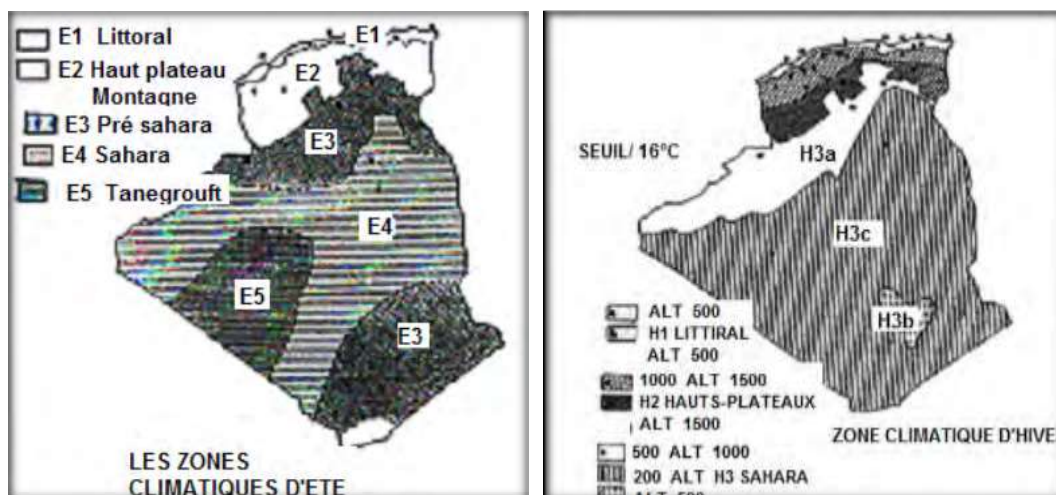 E1 Littoral
E2 Haut plateau
Montagne
E3 Pré sahara
E4 Sahara
E5 Tanegrouft
E1
E2
E3
E4
E5
E3
LES ZONES
CLIMATIQUES D'ETE
SEUIL/ 16°C
H3a
H3c
H3b
ALT 500
H1 LITTIRAL
ALT 500
1000 ALT 1500
H2 HAUTS-PLATEAUX
ALT 1500
500 ALT 1000
200 ALT H3 SAHARA
ZONE CLIMATIQUE D'HIVE